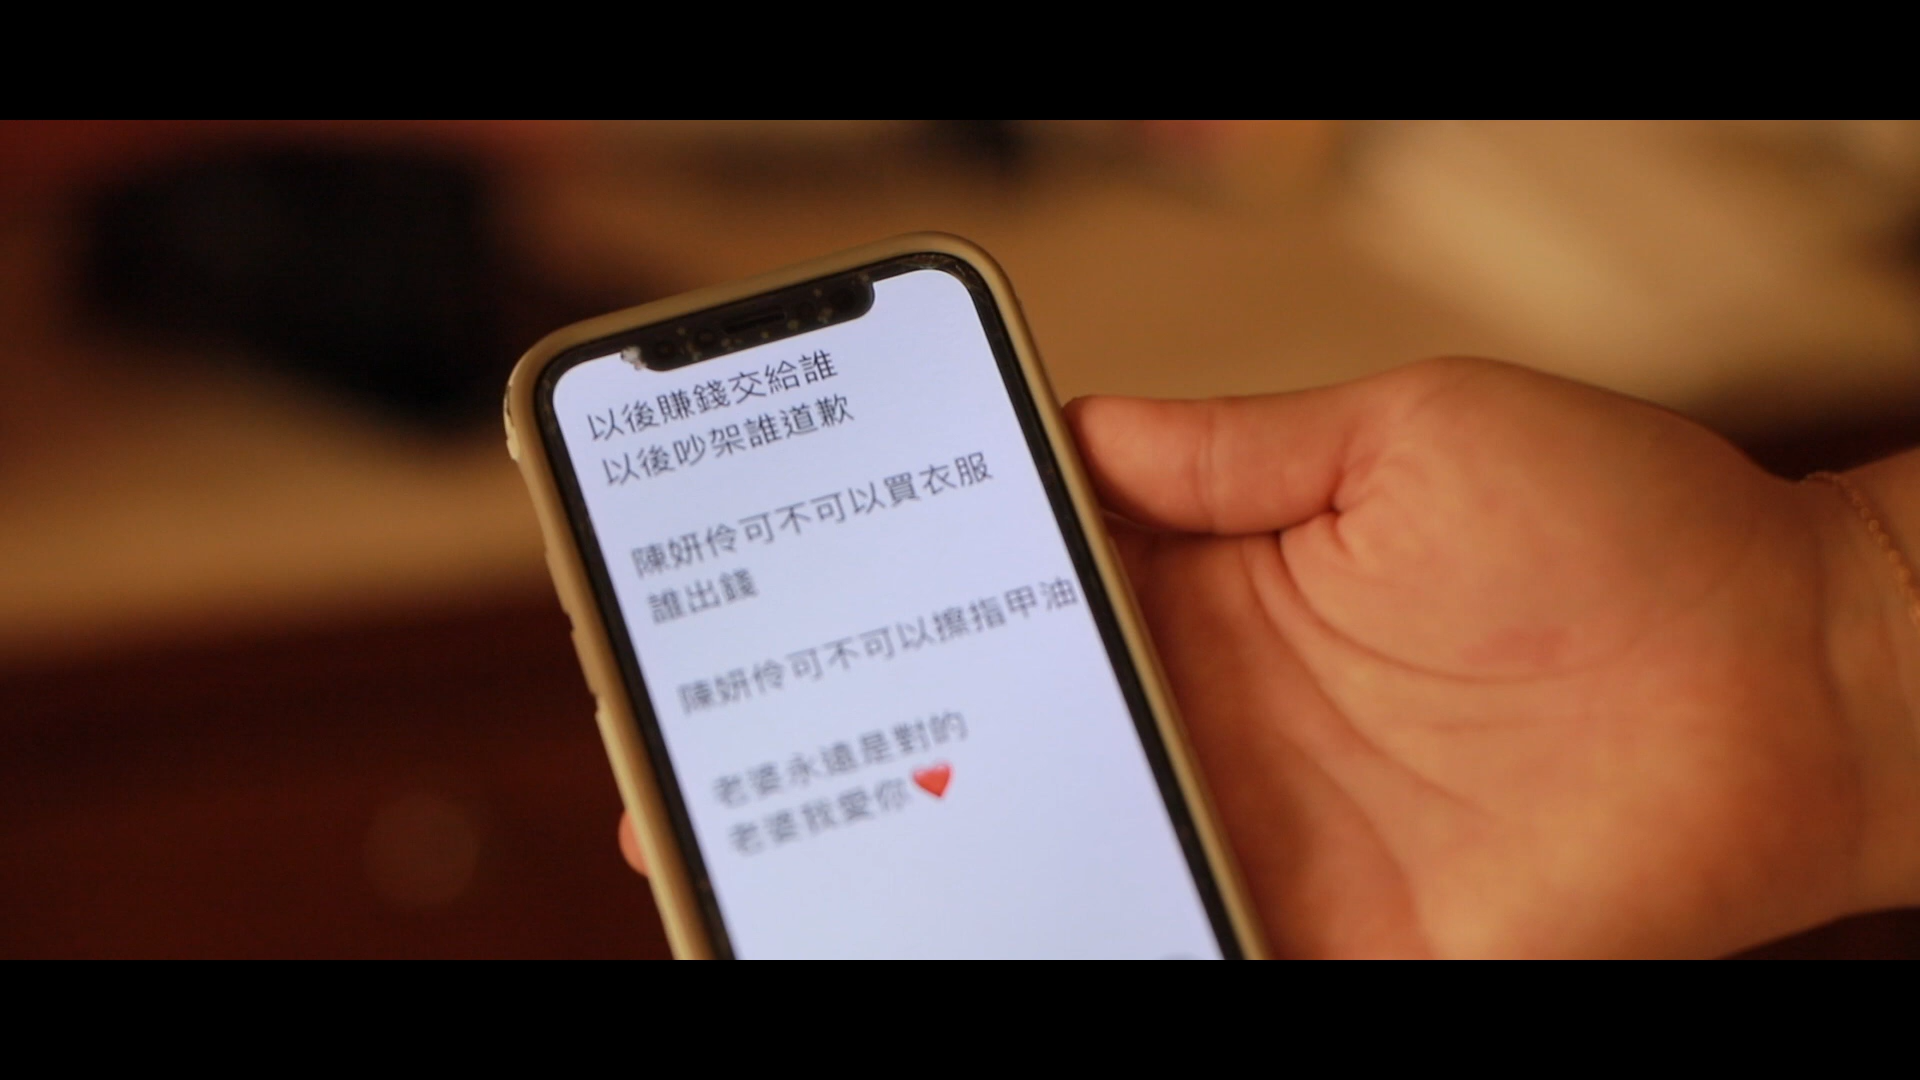 以後賺錢交給誰
以後吵架誰道歉
陳妍伶可不可以買衣服
誰出錢
陳妍伶可不可以擦指甲油
老婆永遠是對的
老婆我愛你❤️